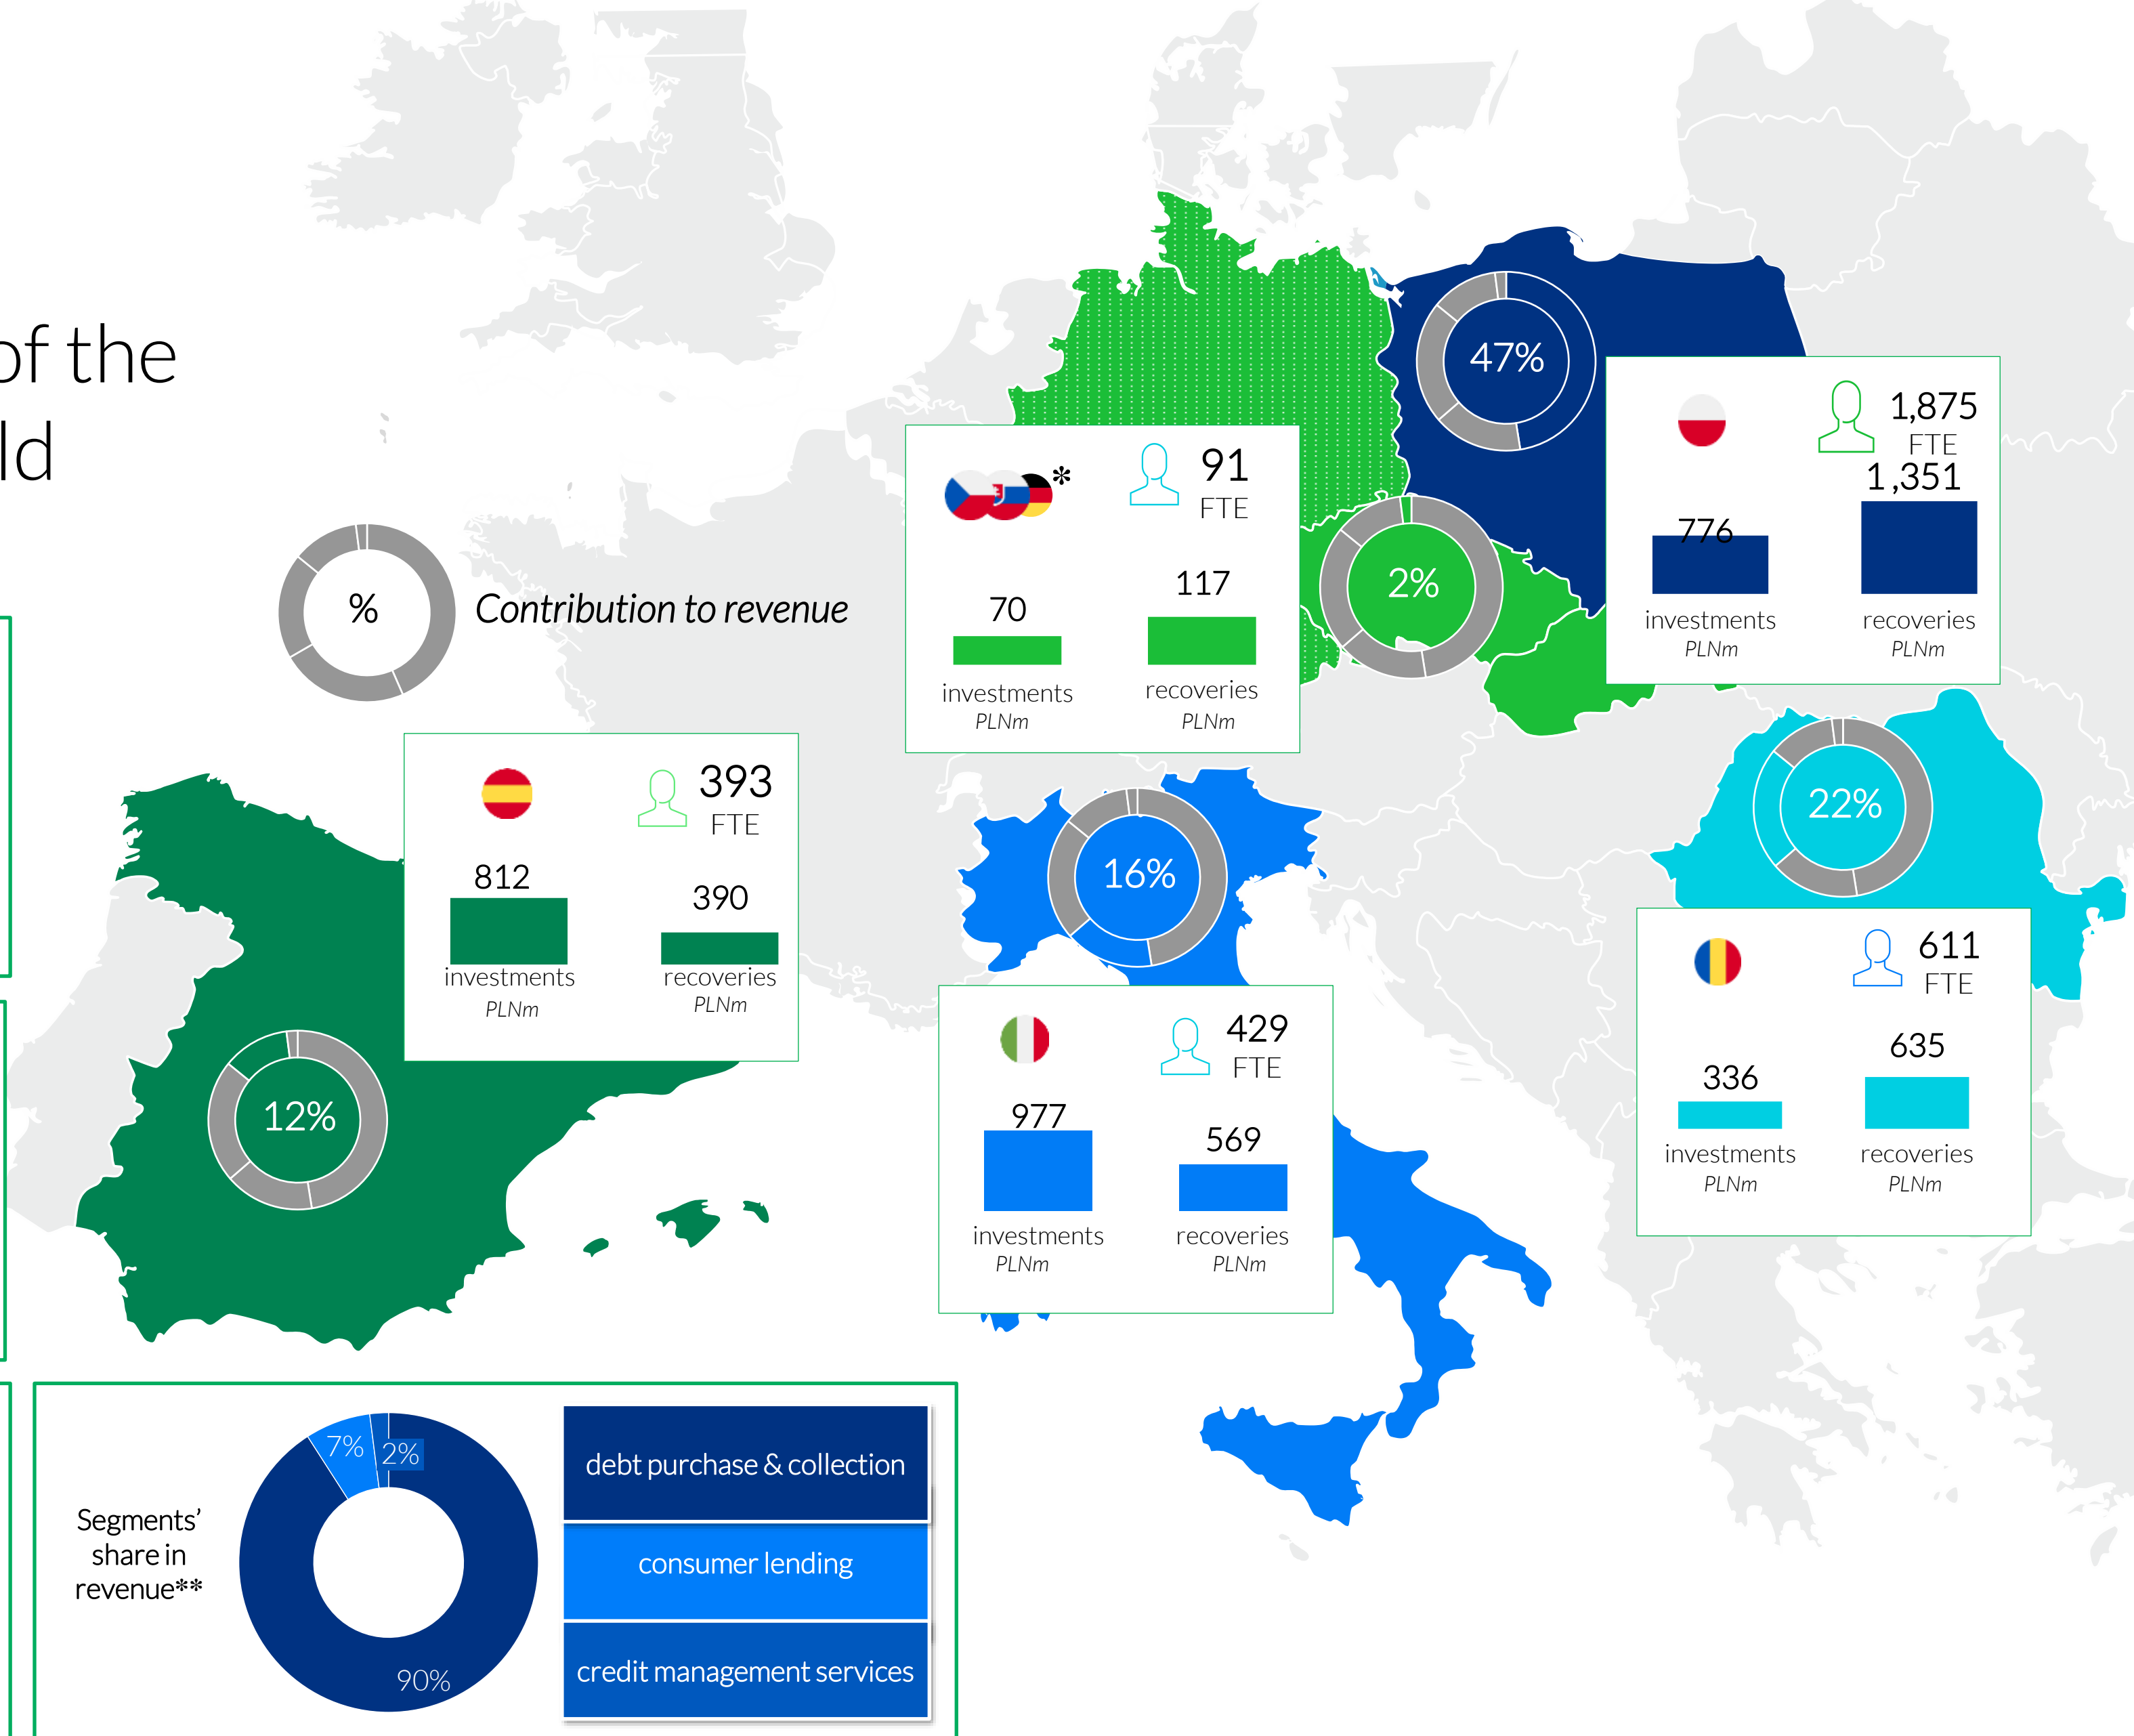 of the
ld
%
Contribution to revenue
47%
1,875
FTE
776
1,351
investments
PLNm
recoveries
PLNm
*
91
FTE
70
117
investments
PLNm
recoveries
PLNm
2%
393
FTE
812
390
investments
PLNm
recoveries
PLNm
12%
16%
429
FTE
977
569
investments
PLNm
recoveries
PLNm
22%
611
FTE
336
635
investments
PLNm
recoveries
PLNm
Segments’
share in
revenue**
7%
2%
90%
debt purchase & collection
consumer lending
credit management services